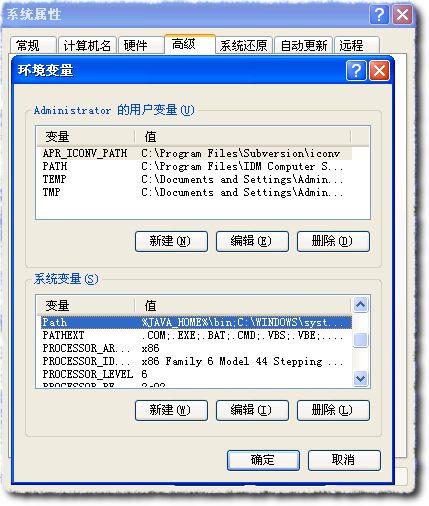 系统属性
常规 计算机名 硬件 高级 系统还原 自动更新 远程
环境变量
Administrator 的用户变量(U)
变量 值
APR_ICONV_PATH C:\Program Files\Subversion\iconv
PATH C:\Program Files\IDM Computer S...
TEMP C:\Documents and Settings\Admin...
TMP C:\Documents and Settings\Admin...
新建(N) 编辑(E) 删除(D)
系统变量(S)
变量 值
Path %JAVA_HOME%\bin;C:\WINDOWS\syst...
PATHEXT .COM;.EXE;.BAT;.CMD;.VBS;.VBE;....
PROCESSOR_AR... x86
PROCESSOR_ID... x86 Family 6 Model 44 Stepping ...
PROCESSOR_LEVEL 6
新建(W) 编辑(I) 删除(L)
确定 取消